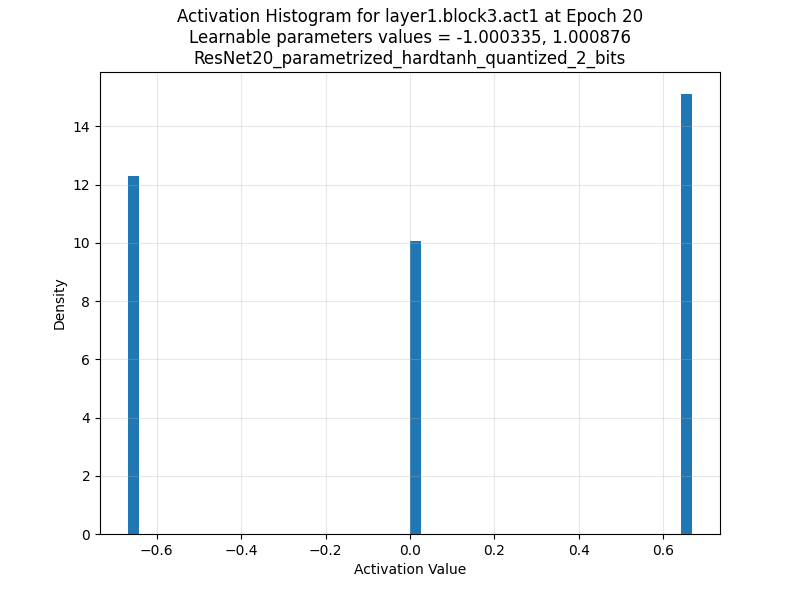 Activation Histogram for layer1.block3.act1 at Epoch 20
Learnable parameters values = -1.000335, 1.000876
ResNet20_parametrized_hardtanh_quantized_2_bits
14
12
10
8
6
4
2
0
Density
−0.6 −0.4 −0.2 0.0 0.2 0.4 0.6
Activation Value